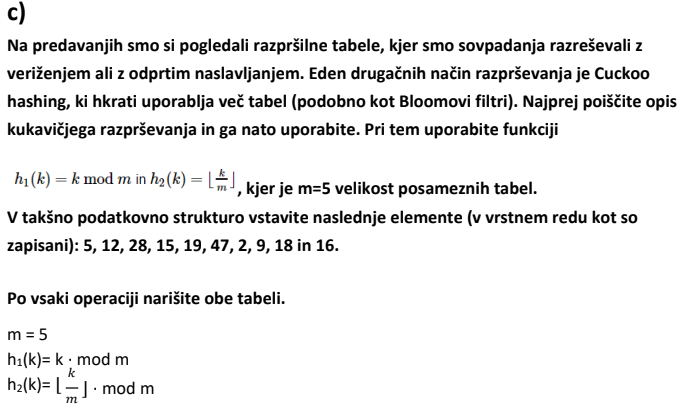 c)
Na predavanjih smo si pogledali razpršilne tabele, kjer smo sovpadanja razreševali z
veriženjem ali z odprtim naslavljanjem. Eden drugačnih način razprševanja je Cuckoo
hashing, ki hkrati uporablja več tabel (podobno kot Bloomovi filtri). Najprej poiščite opis
kukavičjega razprševanja in ga nato uporabite. Pri tem uporabite funkciji
h₁(k) = k mod m in h₂(k) = ⌊k/m⌋, kjer je m=5 velikost posameznih tabel.
V takšno podatkovno strukturo vstavite naslednje elemente (v vrstnem redu kot so
zapisani): 5, 12, 28, 15, 19, 47, 2, 9, 18 in 16.
Po vsaki operaciji narišite obe tabeli.
m = 5
h₁(k)= k · mod m
h₂(k)= ⌊k/m⌋ · mod m